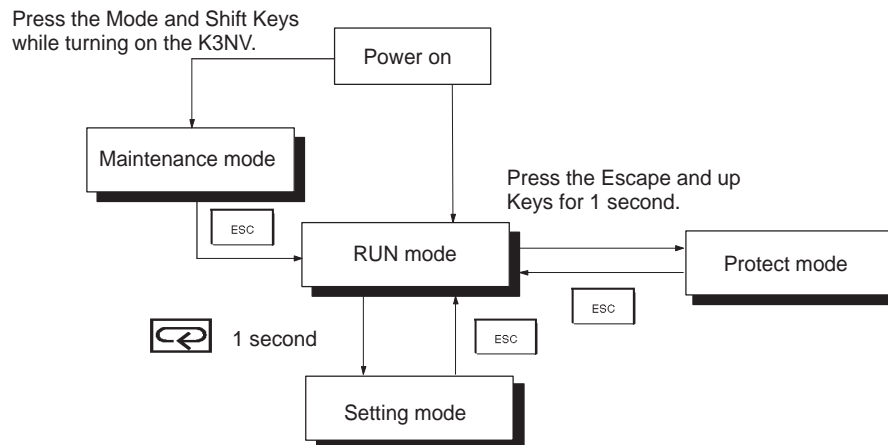 Press the Mode and Shift Keys
while turning on the K3NV.
Power on
Maintenance mode
Press the Escape and up
Keys for 1 second.
ESC
RUN mode
Protect mode
ESC
1 second
ESC
Setting mode